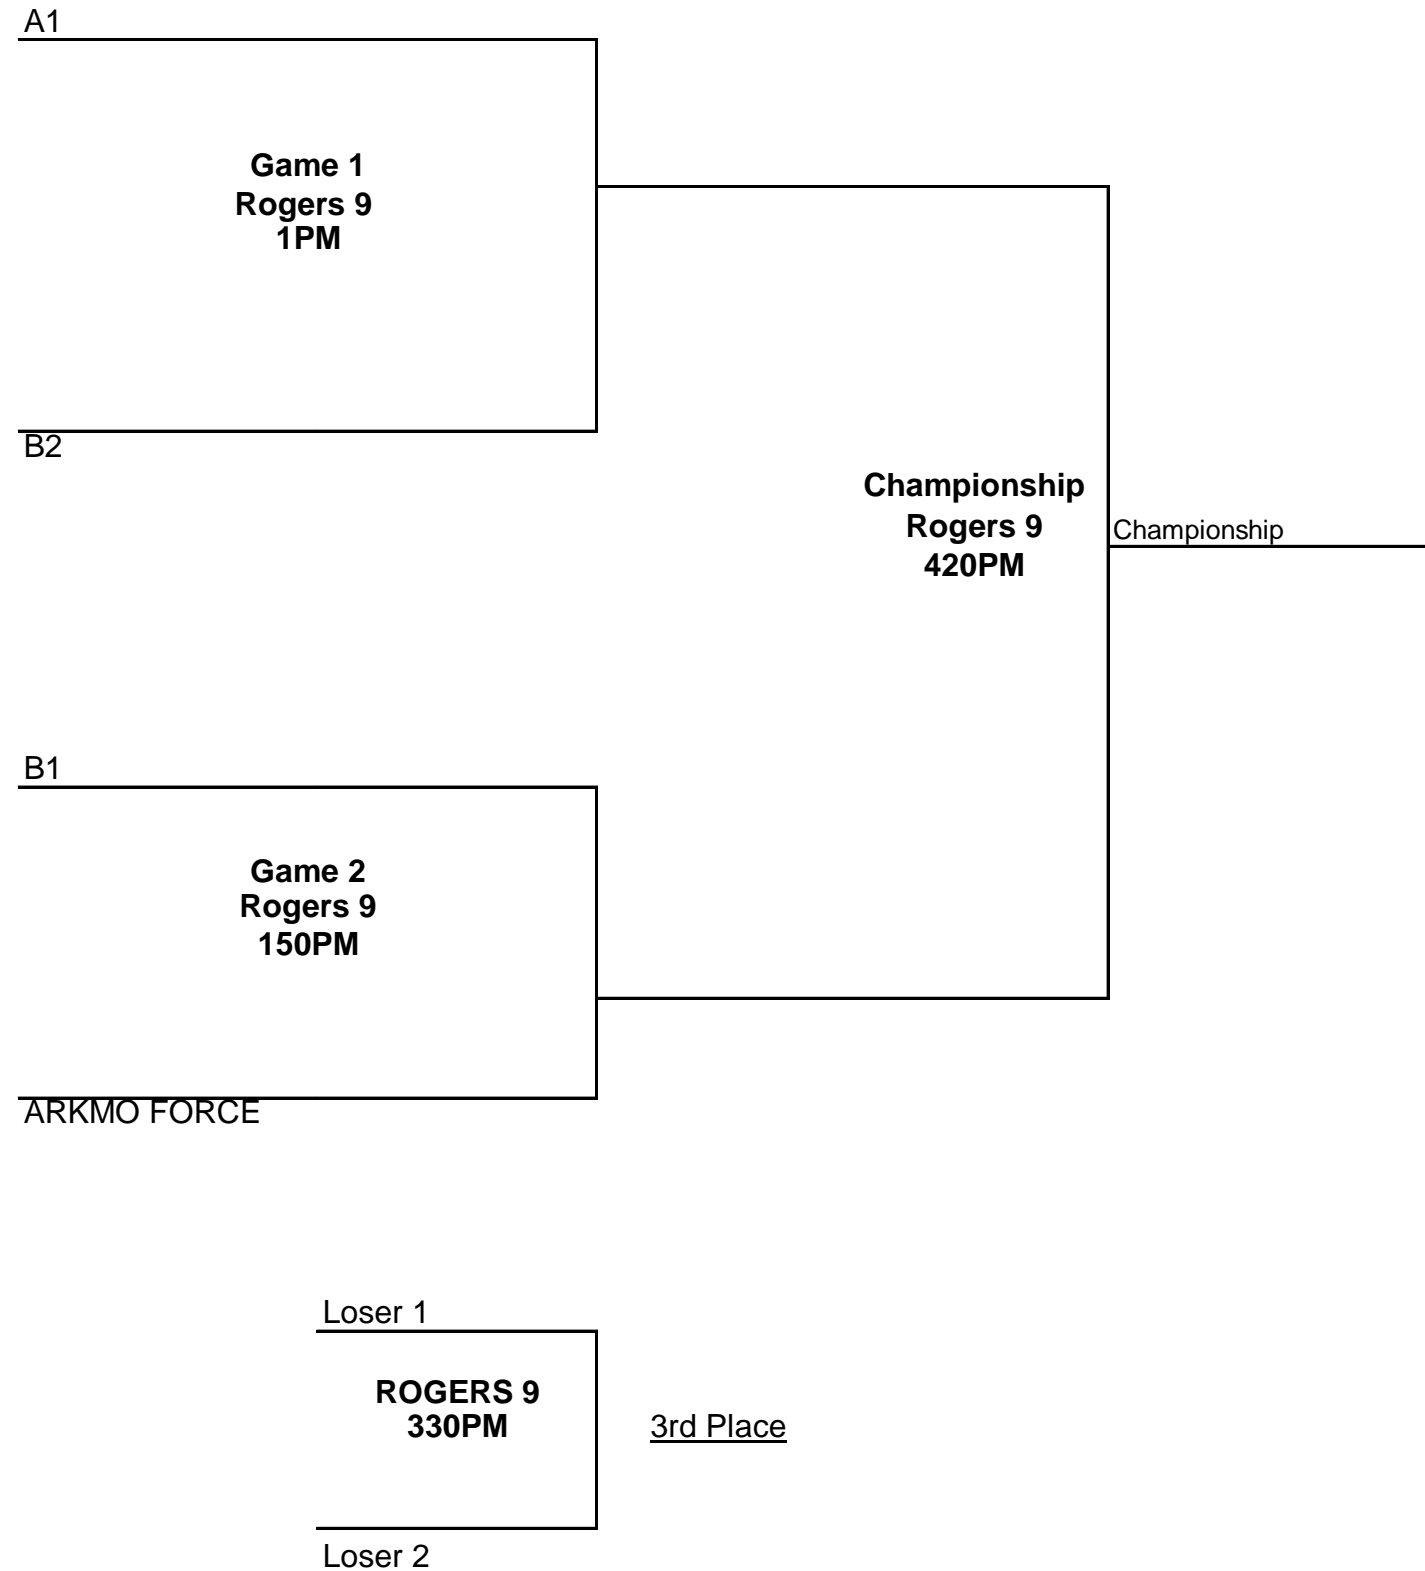 A1
Game 1
Rogers 9
1PM
B2
Championship
Rogers 9
420PM
Championship
B1
Game 2
Rogers 9
150PM
ARKMO FORCE
Loser 1
ROGERS 9
330PM
3rd Place
Loser 2